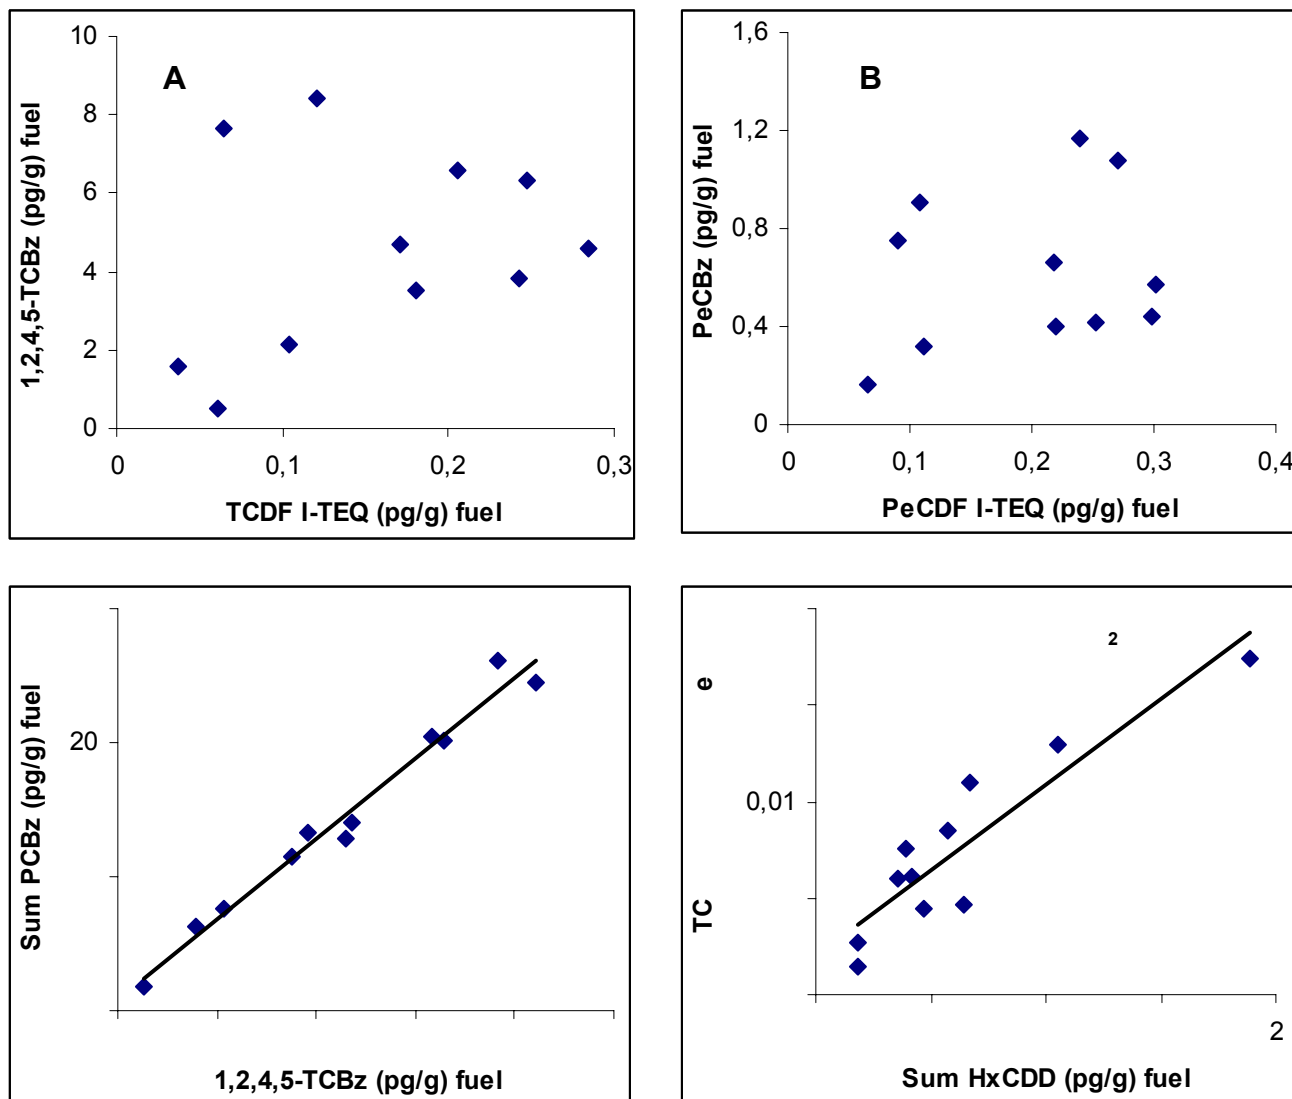 10
8
6
4
2
0
1,2,4,5-TCBz (pg/g) fuel
A
0
0,1
0,2
0,3
TCDF I-TEQ (pg/g) fuel
1,6
1,2
0,8
0,4
0
PeCBz (pg/g) fuel
B
0
0,1
0,2
0,3
0,4
PeCDF I-TEQ (pg/g) fuel
Sum PCBz (pg/g) fuel
20
1,2,4,5-TCBz (pg/g) fuel
TC e
0,01
2
2
Sum HxCDD (pg/g) fuel